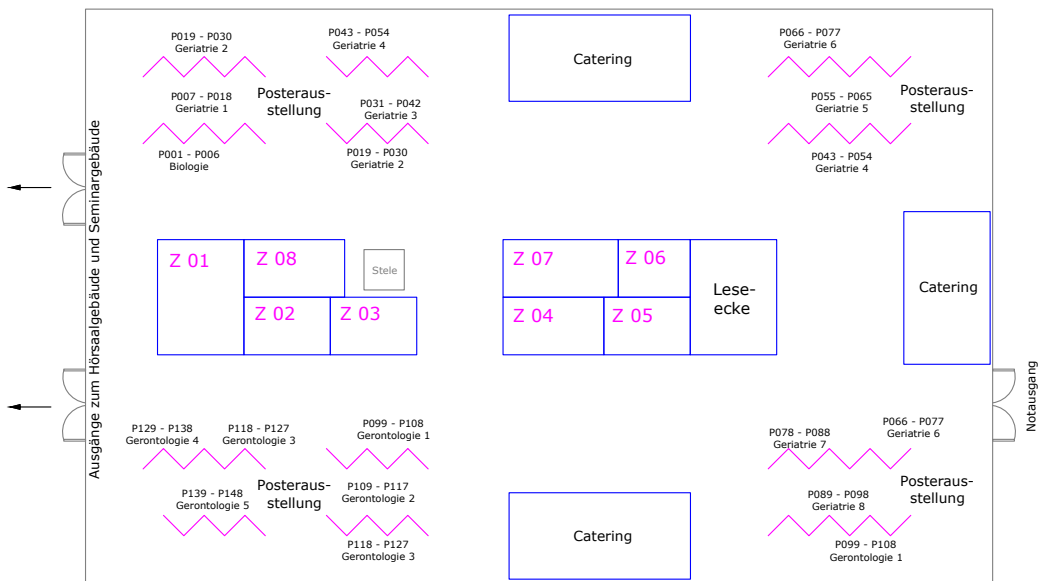 P019 - P030
Geriatrie 2
P043 - P054
Geriatrie 4
P007 - P018
Geriatrie 1
Posteraus-
stellung
P031 - P042
Geriatrie 3
P001 - P006
Biologie
P019 - P030
Geriatrie 2
Catering
P066 - P077
Geriatrie 6
P055 - P065
Geriatrie 5
Posteraus-
stellung
P043 - P054
Geriatrie 4
Ausgänge zum Hörsaalgebäude und Seminargebäude
Z 01
Z 08
Stele
Z 02
Z 03
Z 07
Z 06
Z 04
Z 05
Lese-
ecke
Catering
Notausgang
P129 - P138
Gerontologie 4
P118 - P127
Gerontologie 3
P099 - P108
Gerontologie 1
P139 - P148
Gerontologie 5
Posteraus-
stellung
P109 - P117
Gerontologie 2
P118 - P127
Gerontologie 3
Catering
P078 - P088
Geriatrie 7
P066 - P077
Geriatrie 6
P089 - P098
Geriatrie 8
Posteraus-
stellung
P099 - P108
Gerontologie 1